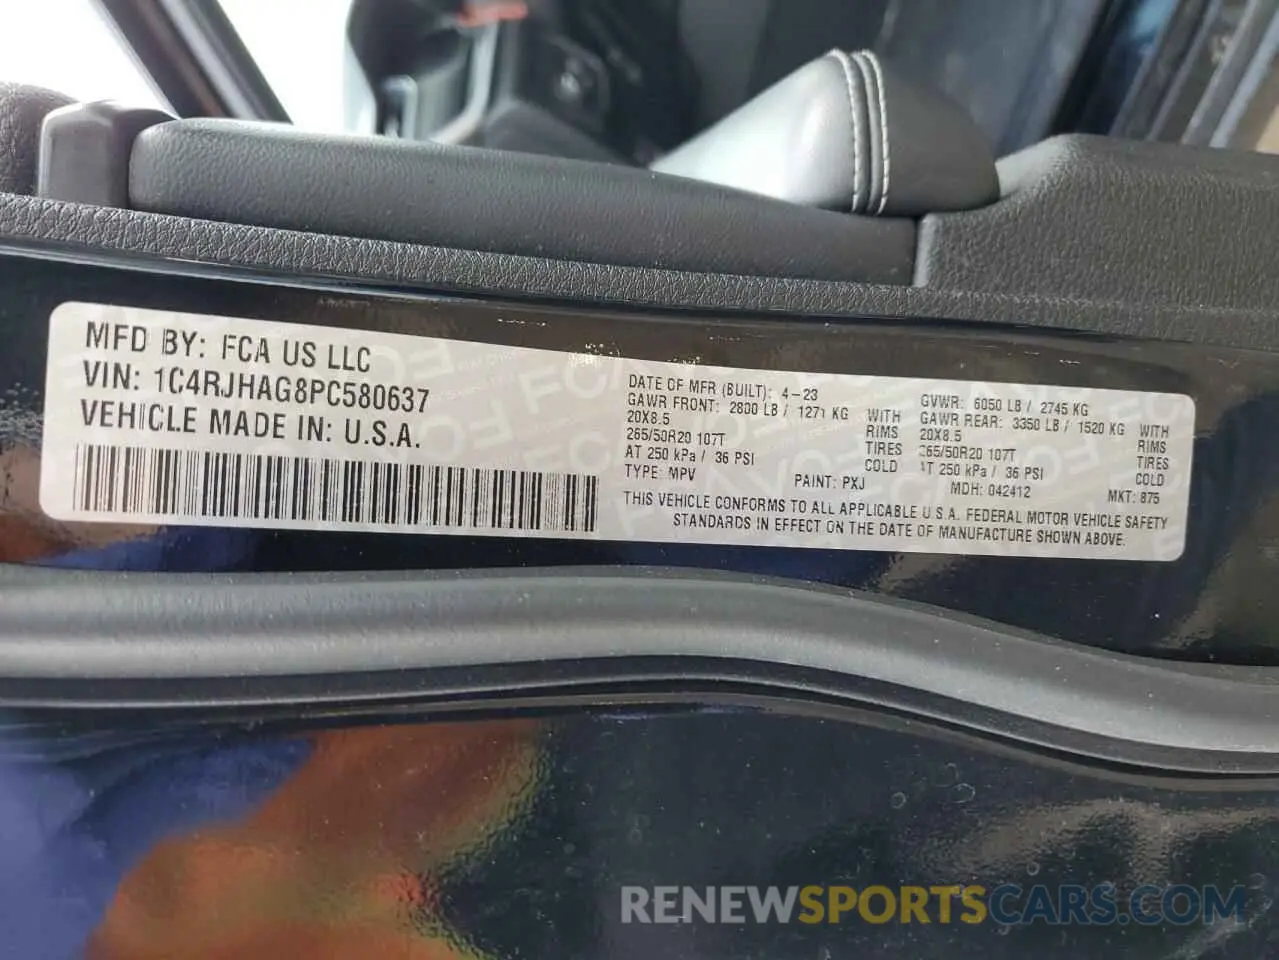 MFD BY: FCA US LLC
VIN: 1C4RJHAG8PC580637
VEHICLE MADE IN: U.S.A.
DATE OF MFR (BUILT): 4-23
GAWR FRONT: 2800 LB / 1271 KG WITH
20X8.5 RIMS
265/50R20 107T TIRES
AT 250 kPa / 36 PSI COLD
TYPE: MPV PAINT: PXJ
GVWR: 6050 LB / 2745 KG
GAWR REAR: 3350 LB / 1520 KG WITH
20X8.5 RIMS
265/50R20 107T TIRES
AT 250 kPa / 36 PSI COLD
MDH: 042412 MKT: 875
THIS VEHICLE CONFORMS TO ALL APPLICABLE U.S.A. FEDERAL MOTOR VEHICLE SAFETY
STANDARDS IN EFFECT ON THE DATE OF MANUFACTURE SHOWN ABOVE.
RENEWSPORTSCARS.COM